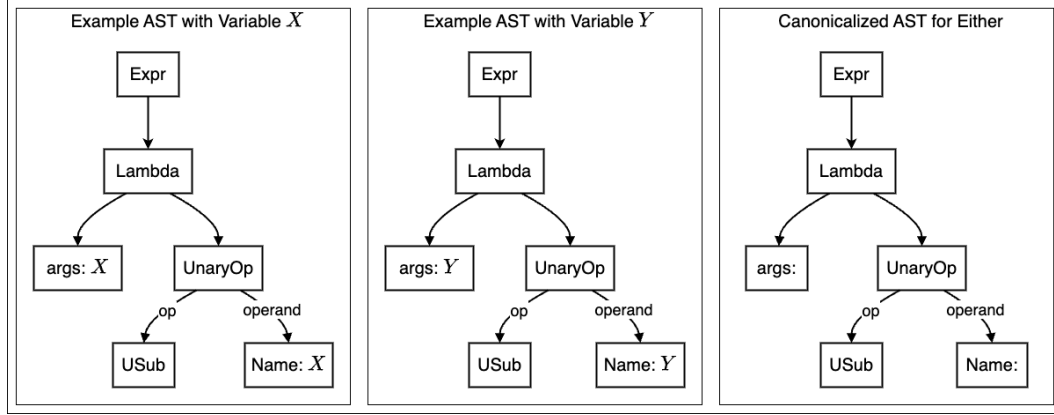 Example AST with Variable X
Expr
Lambda
args: X
UnaryOp
op
operand
USub
Name: X
Example AST with Variable Y
Expr
Lambda
args: Y
UnaryOp
op
operand
USub
Name: Y
Canonicalized AST for Either
Expr
Lambda
args:
UnaryOp
op
operand
USub
Name: